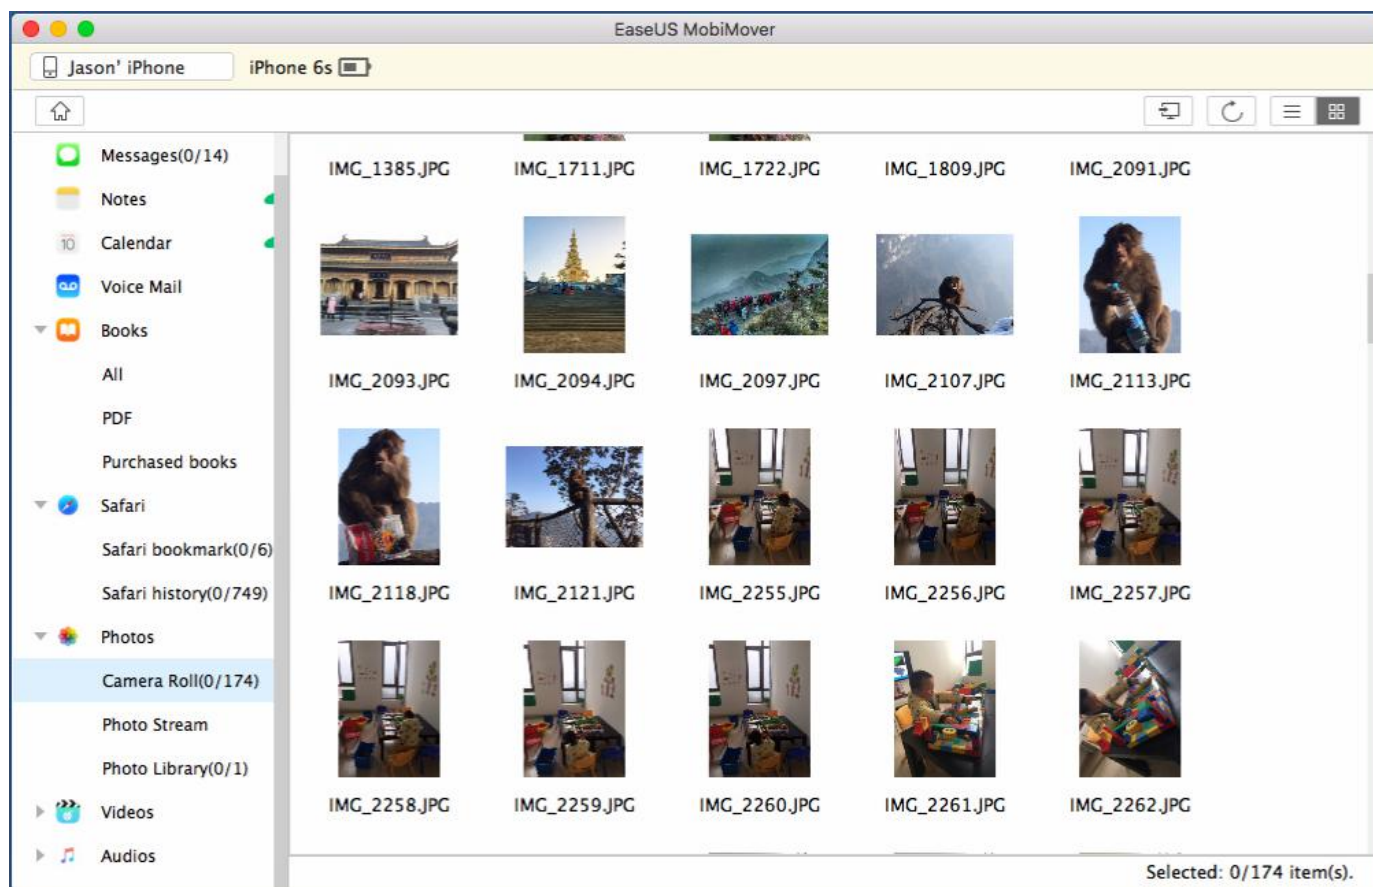 EaseUS MobiMover
Jason' iPhone
iPhone 6s
Messages(0/14)
Notes
10
Calendar
Voice Mail
Books
All
PDF
Purchased books
Safari
Safari bookmark(0/6)
Safari history(0/749)
Photos
Camera Roll(0/174)
Photo Stream
Photo Library(0/1)
Videos
Audios
IMG_1385.JPG IMG_1711.JPG IMG_1722.JPG IMG_1809.JPG IMG_2091.JPG
IMG_2093.JPG IMG_2094.JPG IMG_2097.JPG IMG_2107.JPG IMG_2113.JPG
IMG_2118.JPG IMG_2121.JPG IMG_2255.JPG IMG_2256.JPG IMG_2257.JPG
IMG_2258.JPG IMG_2259.JPG IMG_2260.JPG IMG_2261.JPG IMG_2262.JPG
Selected: 0/174 item(s).